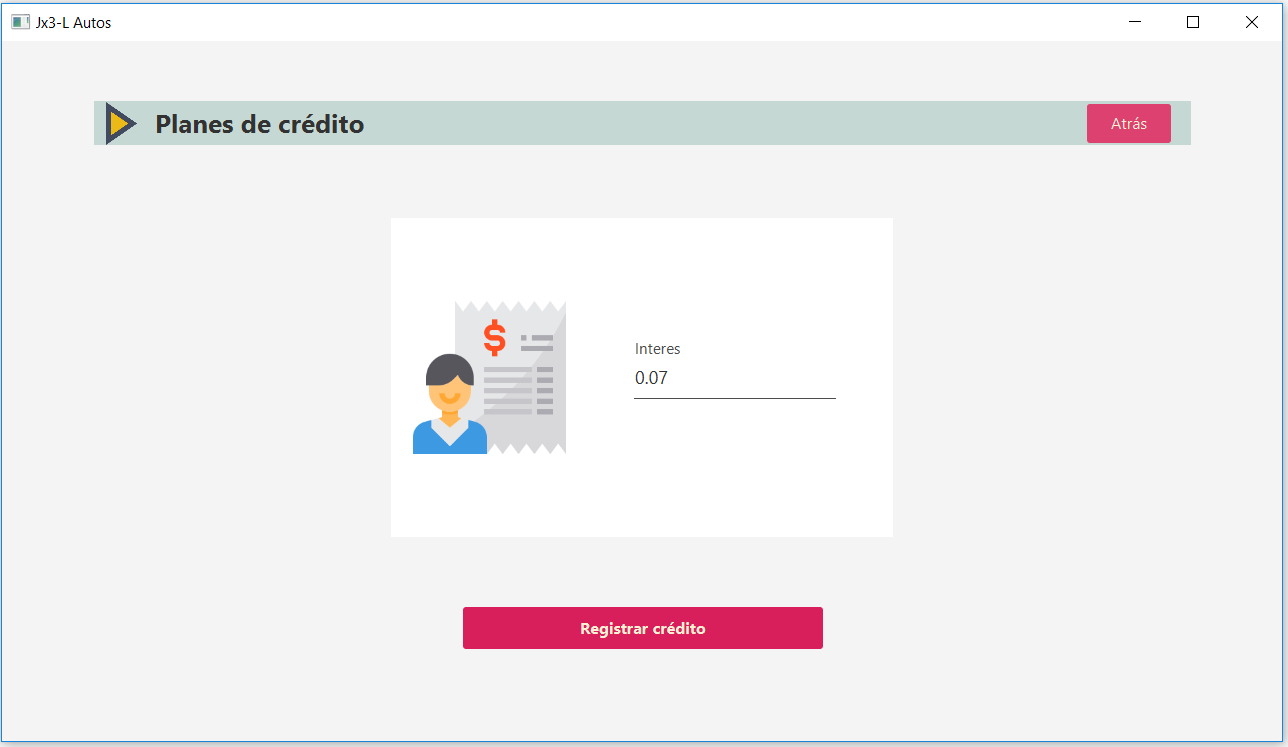 Jx3-L Autos
Planes de crédito
Atrás
$
Interes
0.07
Registrar crédito